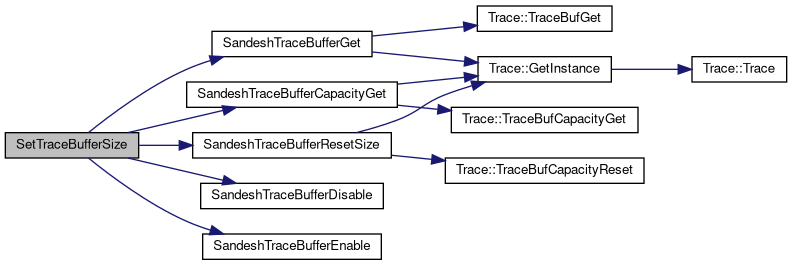 SetTraceBufferSize
SandeshTraceBufferGet
SandeshTraceBufferCapacityGet
SandeshTraceBufferResetSize
SandeshTraceBufferDisable
SandeshTraceBufferEnable
Trace::TraceBufGet
Trace::GetInstance
Trace::TraceBufCapacityGet
Trace::TraceBufCapacityReset
Trace::Trace